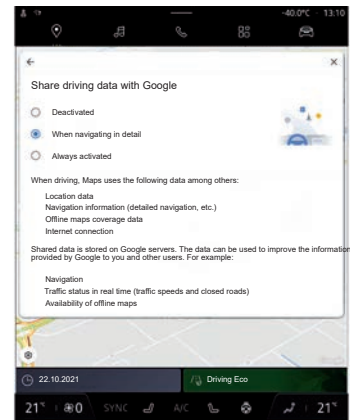 -40.0°C 13:10
Share driving data with Google
Deactivated
When navigating in detail
Always activated
When driving, Maps uses the following data among others:
Location data
Navigation information (detailed navigation, etc.)
Offline maps coverage data
Internet connection
Shared data is stored on Google servers. The data can be used to improve the information
provided by Google to you and other users. For example:
Navigation
Traffic status in real time (traffic speeds and closed roads)
Availability of offline maps
22.10.2021 Driving Eco
21° 0 SYNC A/C 21°